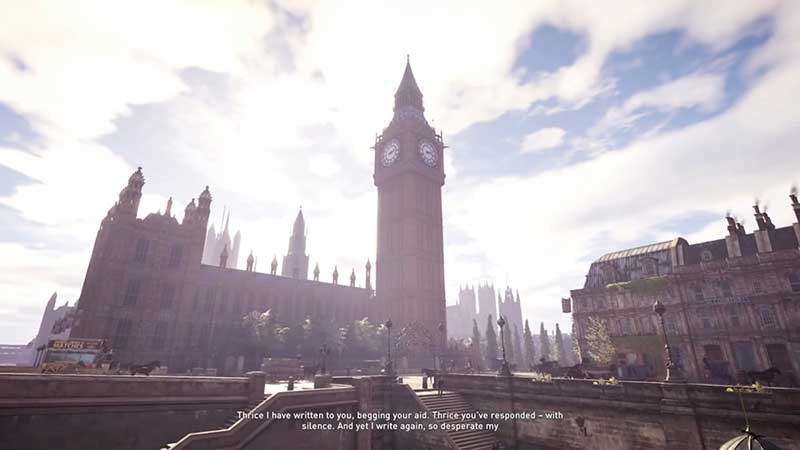 Thrice I have written to you, begging your aid. Thrice you've responded – with
silence. And yet I write again, so desperate my